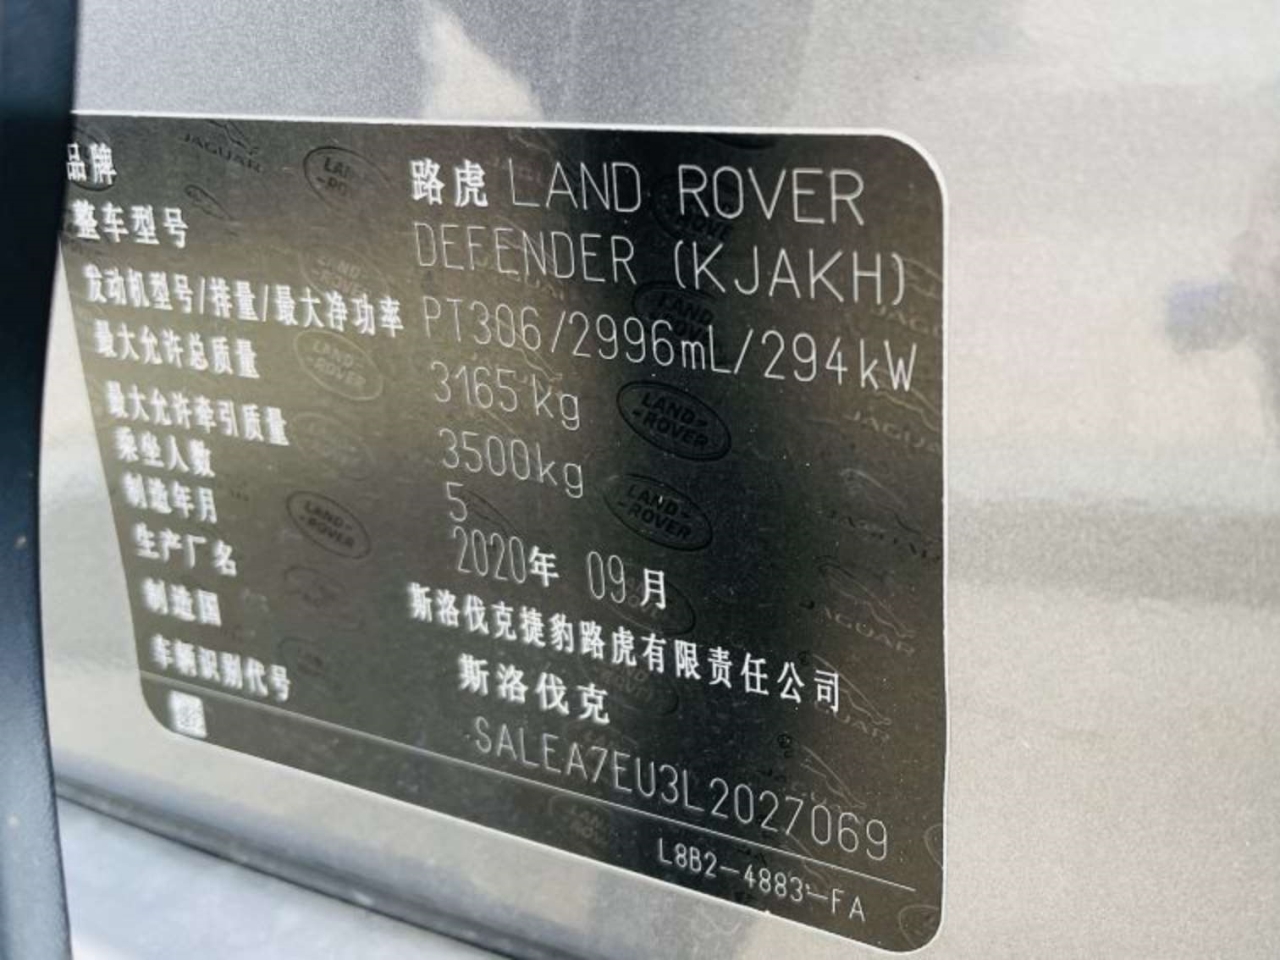 品牌 路虎 LAND ROVER
整车型号 DEFENDER (KJAKH)
发动机型号/排量/最大净功率 PT306/2996mL/294kW
最大允许总质量 3165kg
最大允许牵引质量 3500kg
乘坐人数 5
制造年月 2020年 09月
生产厂名 斯洛伐克捷豹路虎有限责任公司
制造国 斯洛伐克
车辆识别代号 SALEA7EU3L2027069
L8B2-4883-FA